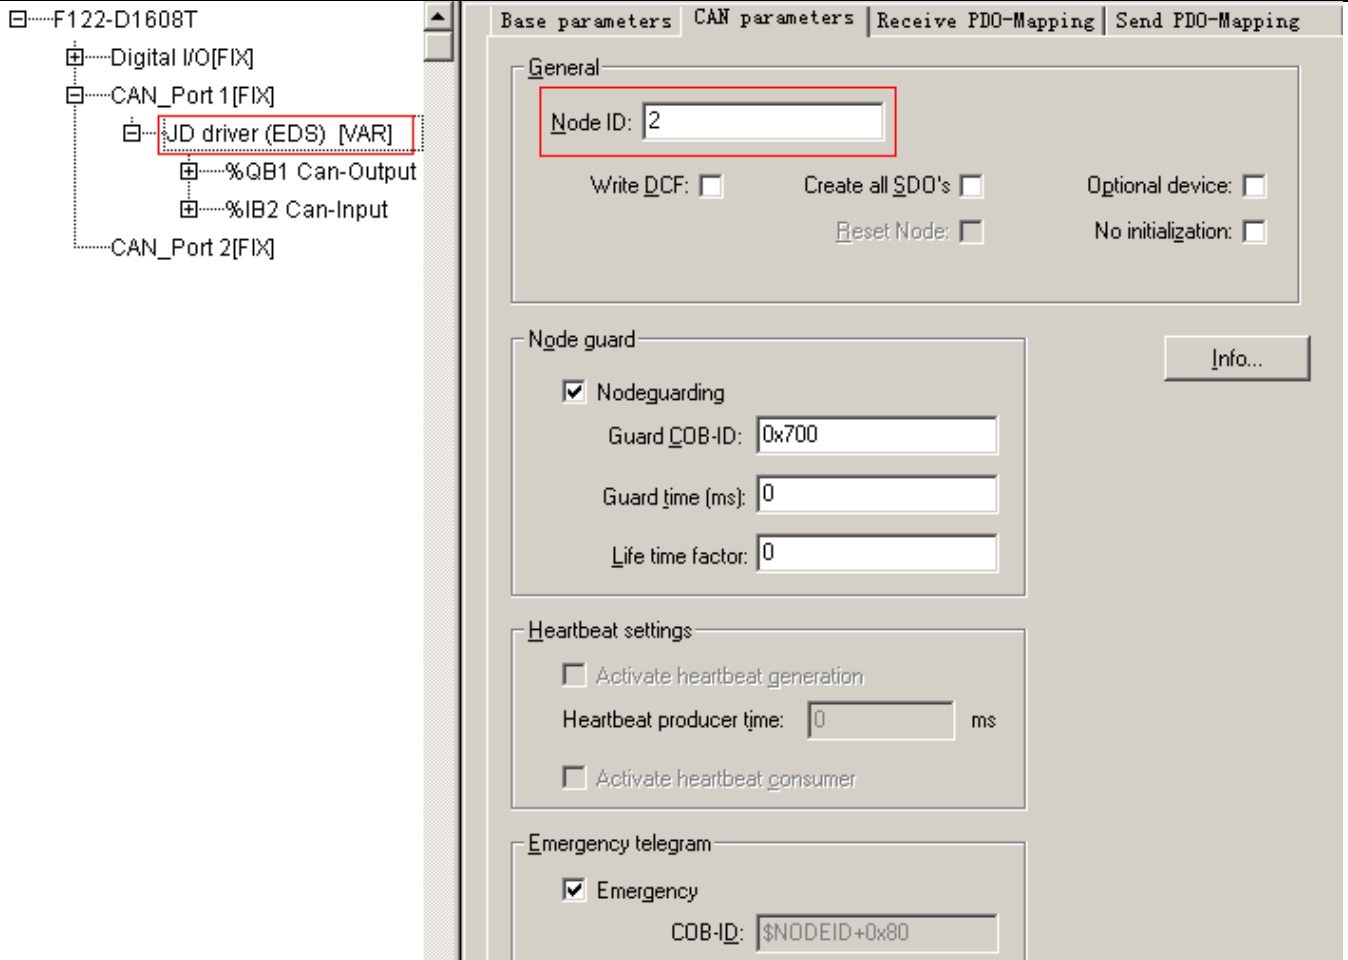 F122-D1608T
Digital I/O[FIX]
CAN_Port 1[FIX]
JD driver (EDS) [VAR]
%QB1 Can-Output
%IB2 Can-Input
CAN_Port 2[FIX]
Base parameters CAN parameters Receive PDO-Mapping Send PDO-Mapping
General
Node ID: 2
Write DCF: Create all SDO's Optional device:
Reset Node: No initialization:
Node guard
Info...
Nodeguarding
Guard COB-ID: 0x700
Guard time (ms): 0
Life time factor: 0
Heartbeat settings
Activate heartbeat generation
Heartbeat producer time: 0 ms
Activate heartbeat consumer
Emergency telegram
Emergency
COB-ID: $NODEID+0x80